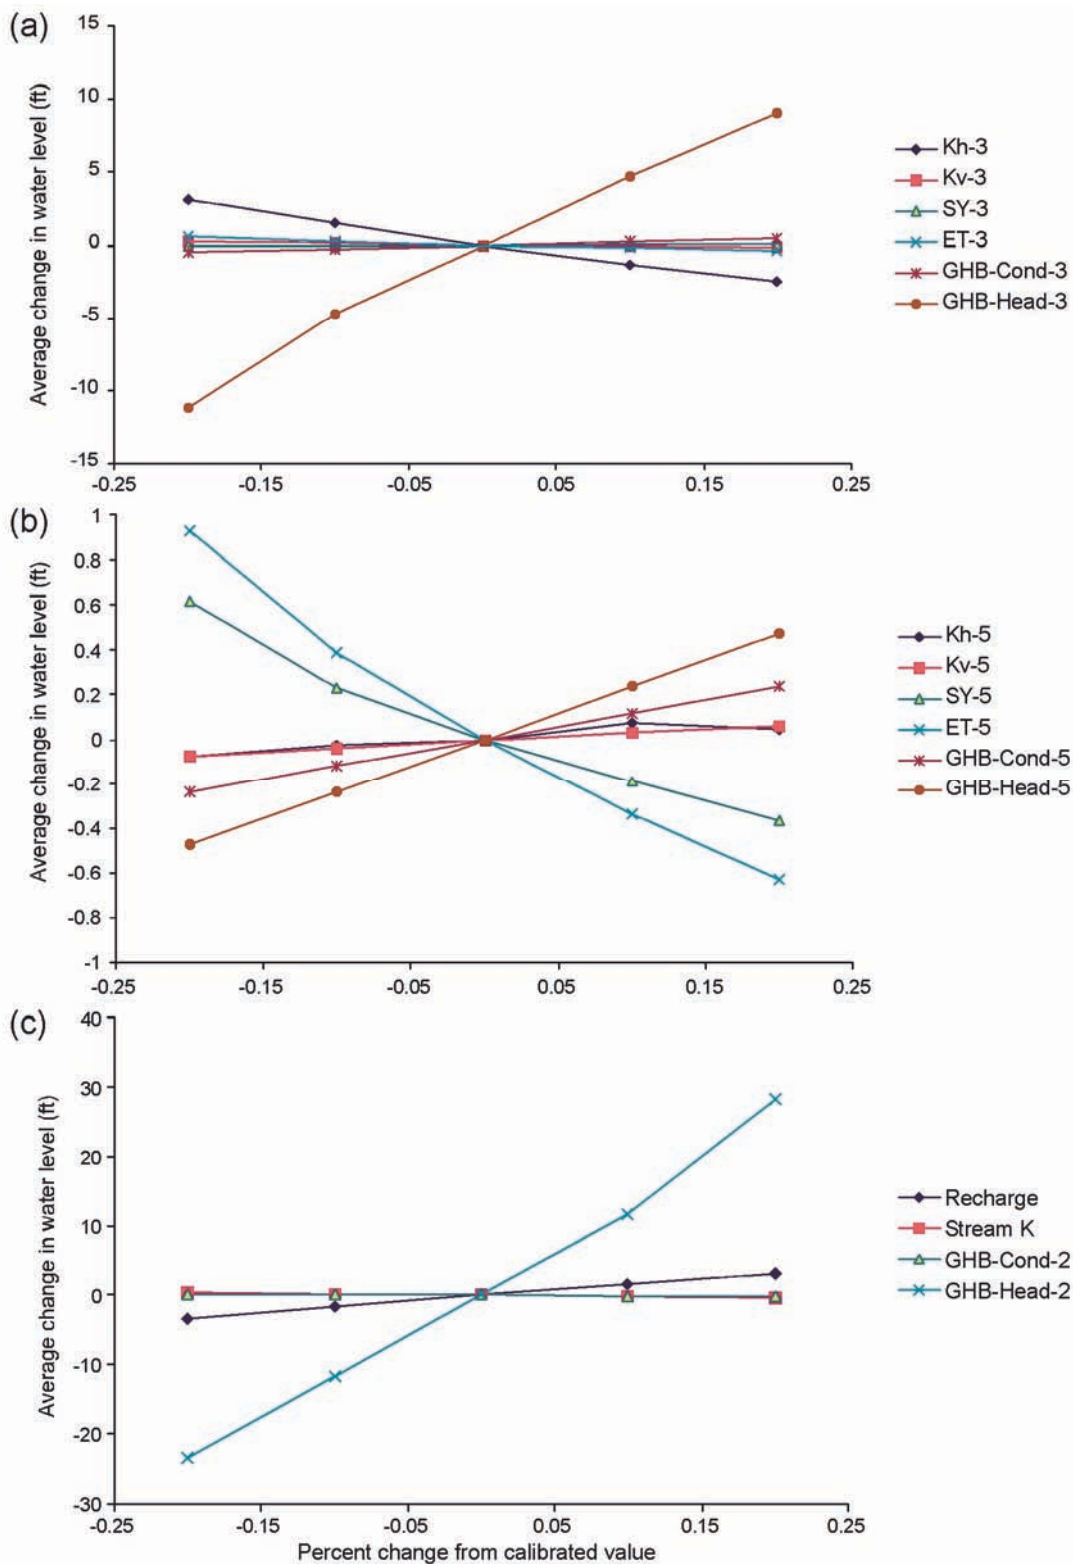 (a)
Average change in water level (ft)
15
10
5
0
-5
-10
-15
-0.25
-0.15
-0.05
0.05
0.15
0.25
Kh-3
Kv-3
SY-3
ET-3
GHB-Cond-3
GHB-Head-3
(b)
Average change in water level (ft)
1
0.8
0.6
0.4
0.2
0
-0.2
-0.4
-0.6
-0.8
-1
-0.25
-0.15
-0.05
0.05
0.15
0.25
Kh-5
Kv-5
SY-5
ET-5
GHB-Cond-5
GHB-Head-5
(c)
Average change in water level (ft)
40
30
20
10
0
-10
-20
-30
-0.25
-0.15
-0.05
0.05
0.15
0.25
Percent change from calibrated value
Recharge
Stream K
GHB-Cond-2
GHB-Head-2